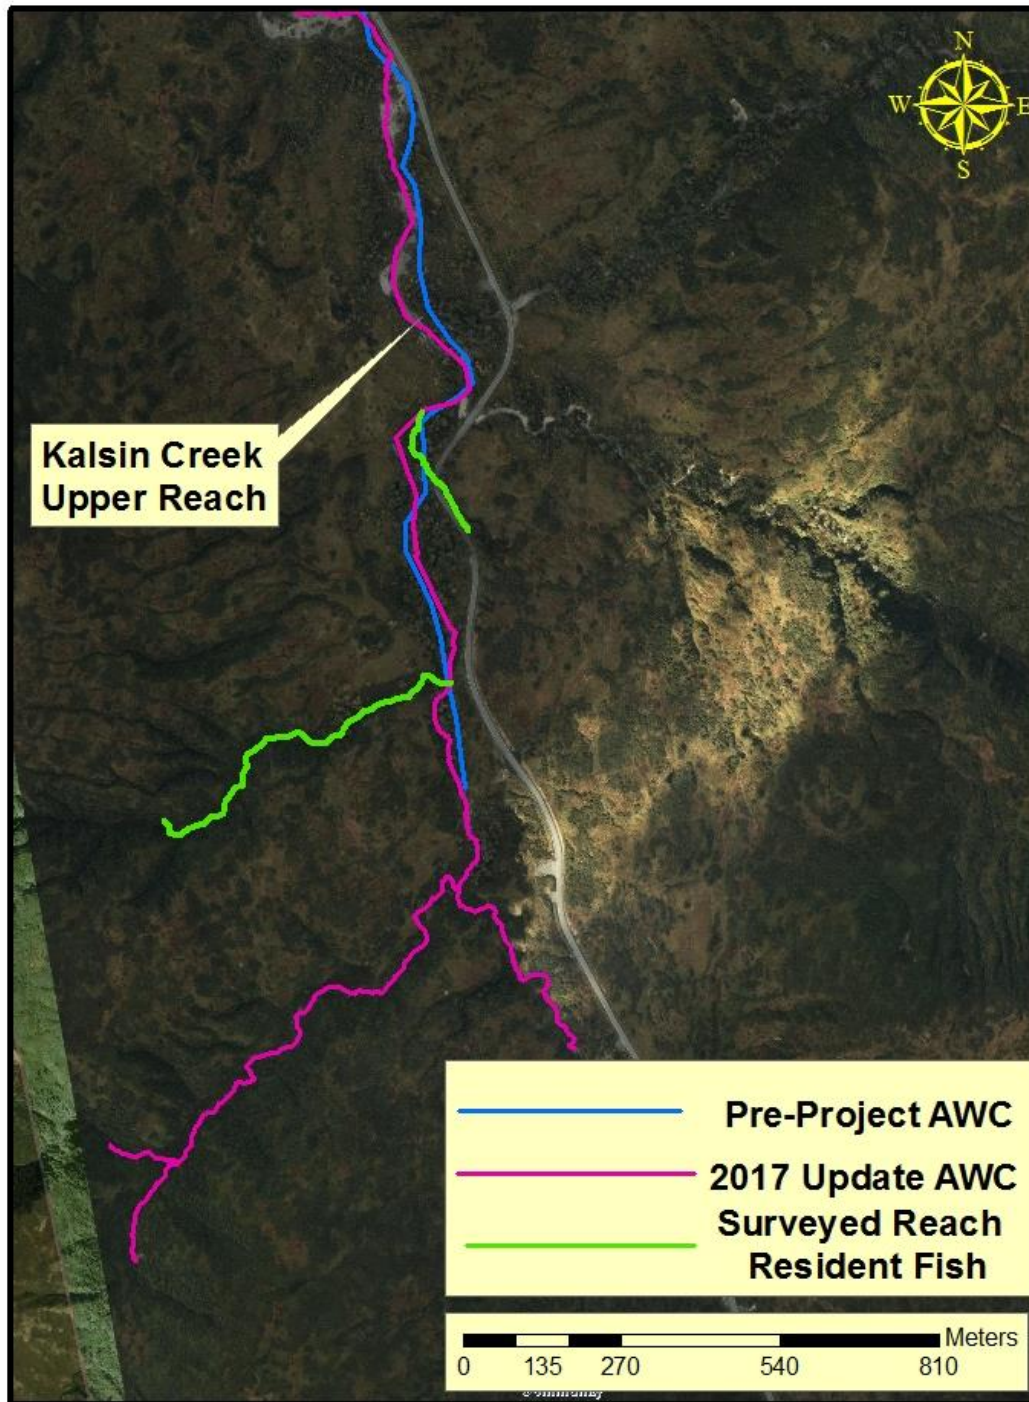 N
W E
S
Kalsin Creek
Upper Reach
Pre-Project AWC
2017 Update AWC
Surveyed Reach
Resident Fish
Meters
0 135 270 540 810